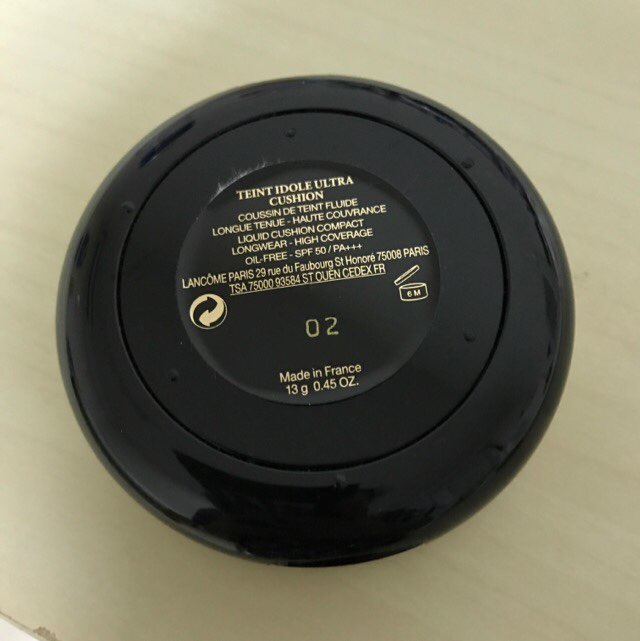 TEINT IDOLE ULTRA
CUSHION
COUSSIN DE TEINT FLUIDE
LONGUE TENUE - HAUTE COUVRANCE
LIQUID CUSHION COMPACT
LONGWEAR - HIGH COVERAGE
OIL-FREE - SPF 50 / PA+++
LANCÔME PARIS 29 rue du Faubourg St Honoré 75008 PARIS
TSA 75000 93584 ST OUEN CEDEX FR
6 M
02
Made in France
13 g 0.45 OZ.